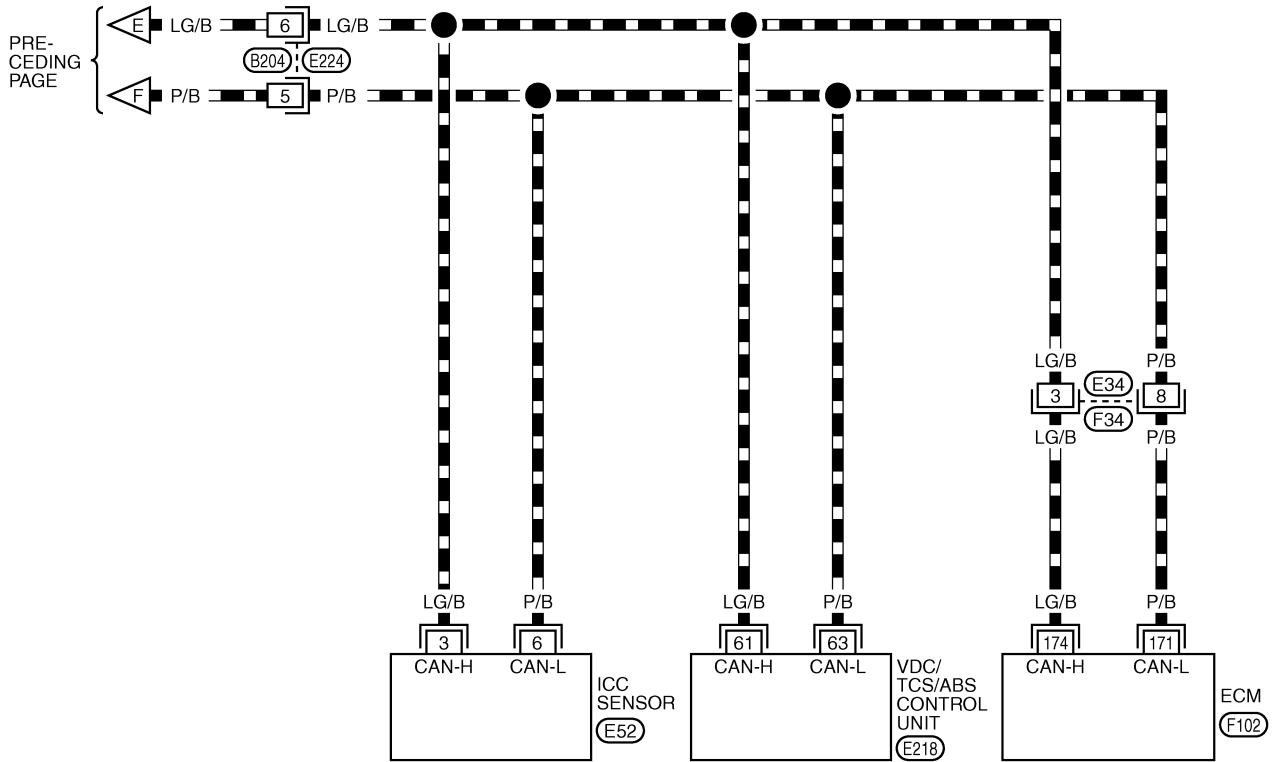 PRE-
CEDING
PAGE
E LG/B 6 LG/B
B204 E224
F P/B 5 P/B
LG/B P/B
3 E34 8
F34
LG/B P/B
LG/B P/B LG/B P/B LG/B P/B
3 6 61 63 174 171
CAN-H CAN-L CAN-H CAN-L CAN-H CAN-L
ICC
SENSOR
E52
VDC/
TCS/ABS
CONTROL
UNIT
E218
ECM
F102